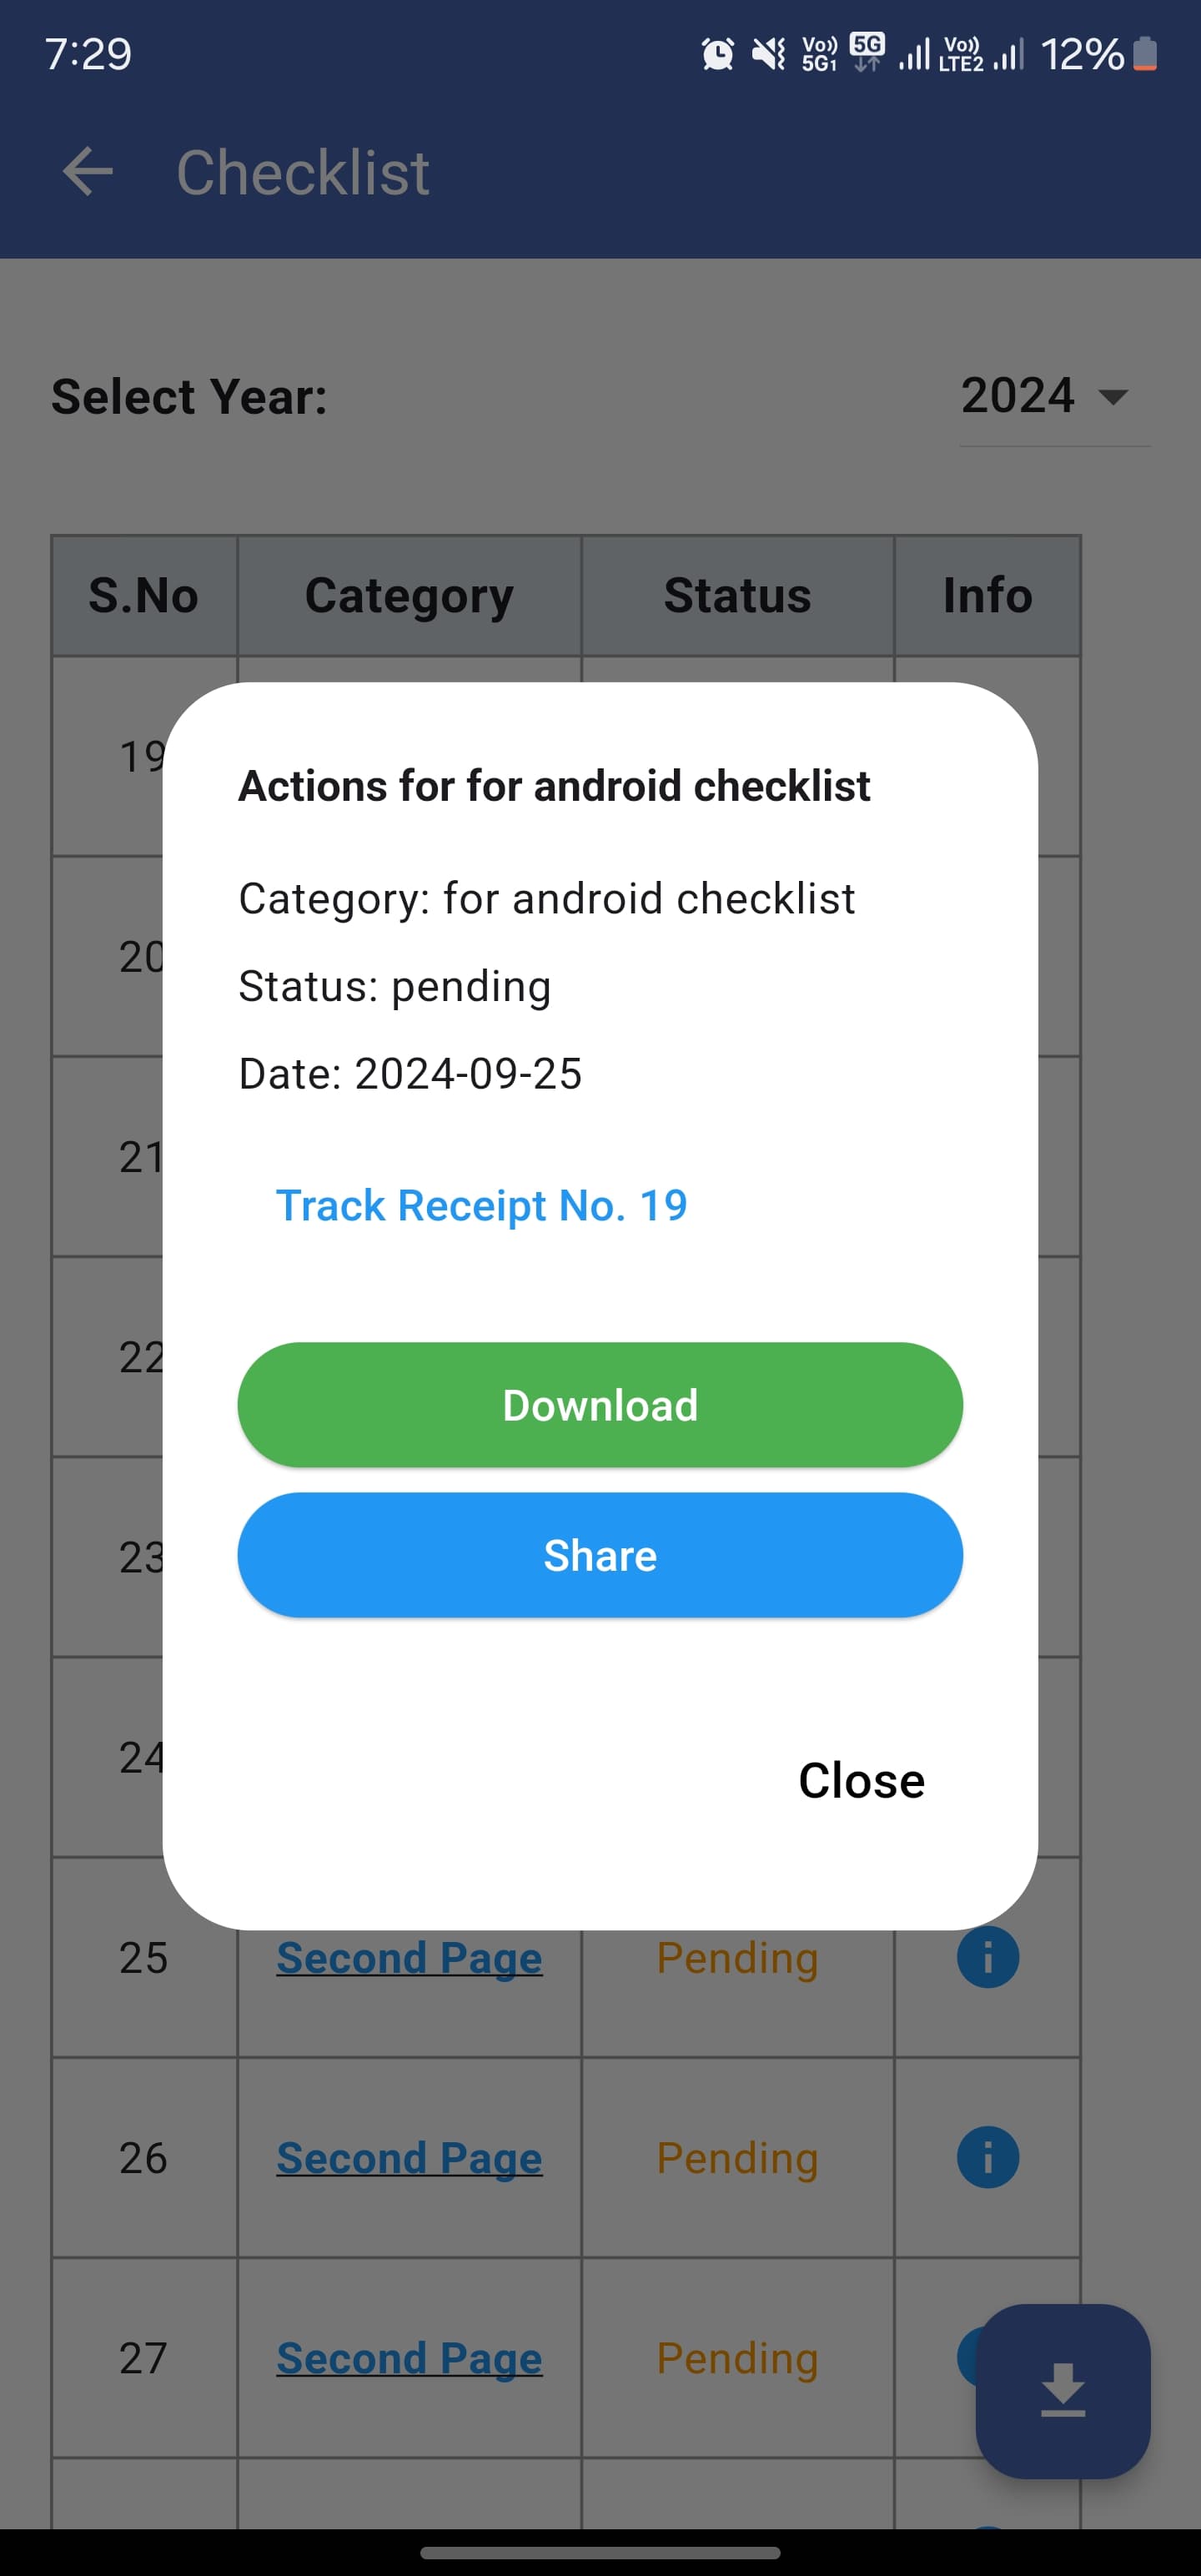 7:29
Vo)) 5G1 5G Vo)) LTE2 12%
Checklist
Select Year: 2024
S.No Category Status Info
19
20
21
22
23
24
Actions for for android checklist
Category: for android checklist
Status: pending
Date: 2024-09-25
Track Receipt No. 19
Download
Share
Close
25 Second Page Pending
26 Second Page Pending
27 Second Page Pending